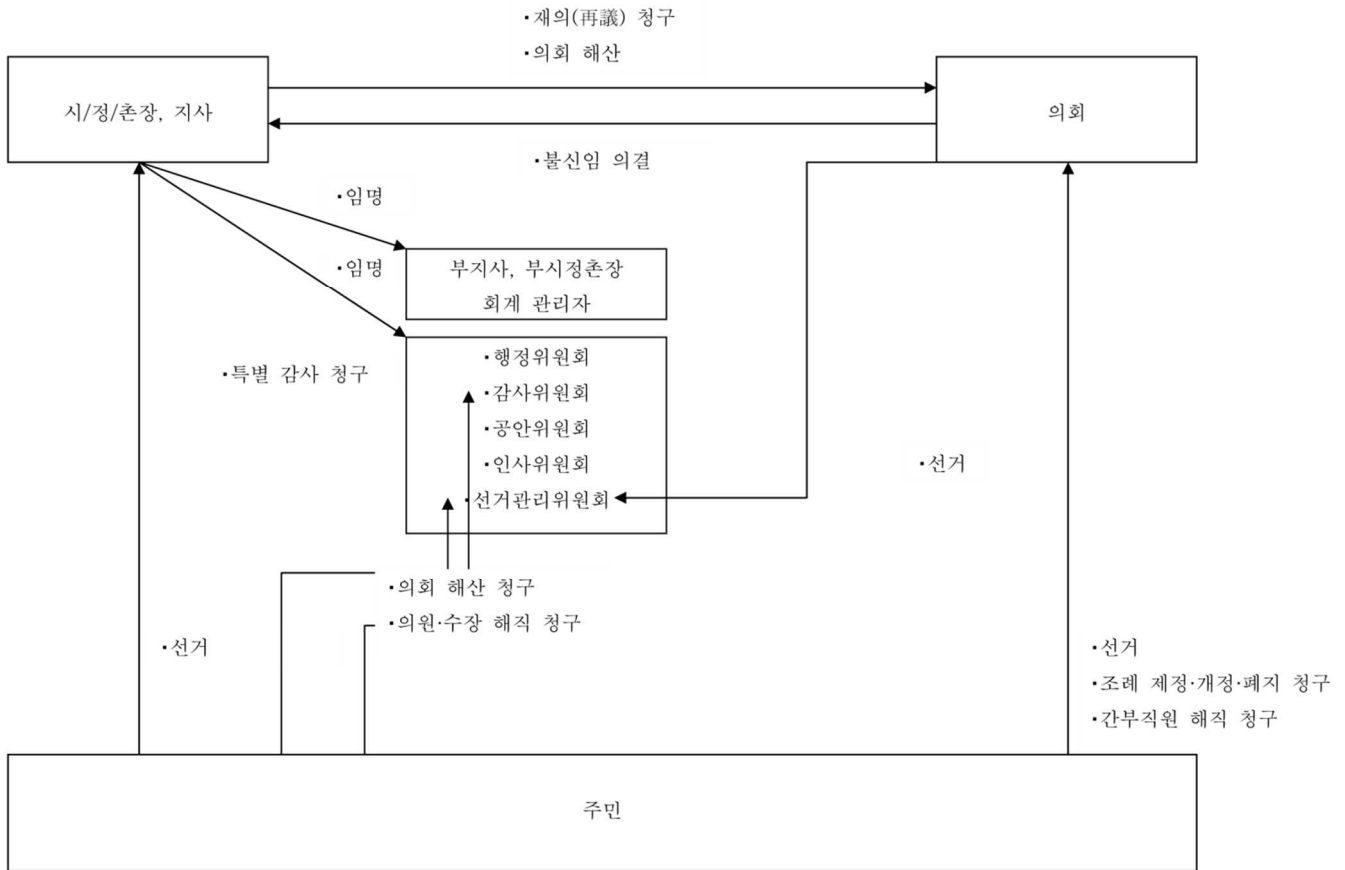 ▪재의(再議) 청구
▪의회 해산
시/정/촌장, 지사
의회
▪불신임 의결
▪임명
▪임명
부지사, 부시정촌장
회계 관리자
▪특별 감사 청구
▪행정위원회
▪감사위원회
▪공안위원회
▪인사위원회
▪선거관리위원회
▪선거
▪의회 해산 청구
▪의원·수장 해직 청구
▪선거
▪선거
▪조례 제정·개정·폐지 청구
▪간부직원 해직 청구
주민